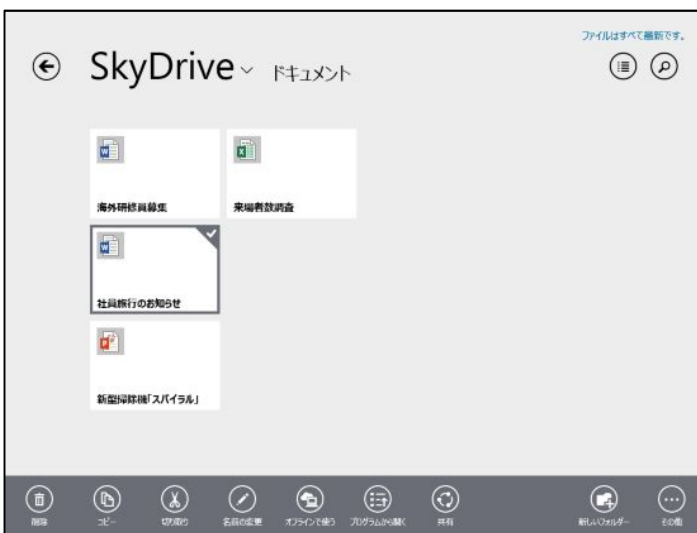 ファイルはすべて最新です。
SkyDrive ドキュメント
海外研修員募集
来場者数調査
社員旅行のお知らせ
新型掃除機「スパイラル」
削除
コピー
切り取り
名前の変更
オフラインで使う
プログラムから開く
共有
新しいフォルダー
その他